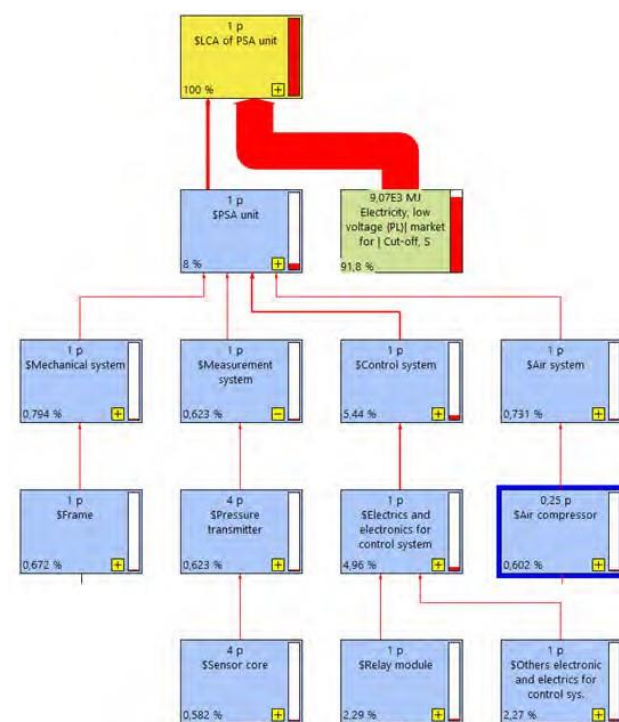 1 p
$LCA of PSA unit
100 %
+
1 p
$PSA unit
8 %
+
9,07E3 MJ
Electricity, low
voltage {PL}| market
for | Cut-off, S
91,8 %
1 p
$Mechanical system
0,794 %
+
1 p
$Measurement
system
0,623 %
−
1 p
$Control system
5,44 %
+
1 p
$Air system
0,731 %
+
1 p
$Frame
0,672 %
+
4 p
$Pressure
transmitter
0,623 %
+
1 p
$Electrics and
electronics for
control system
4,96 %
+
0,25 p
$Air compressor
0,602 %
+
4 p
$Sensor core
0,582 %
+
1 p
$Relay module
2,29 %
+
1 p
$Others electronic
and electrics for
control sys.
2,27 %
+